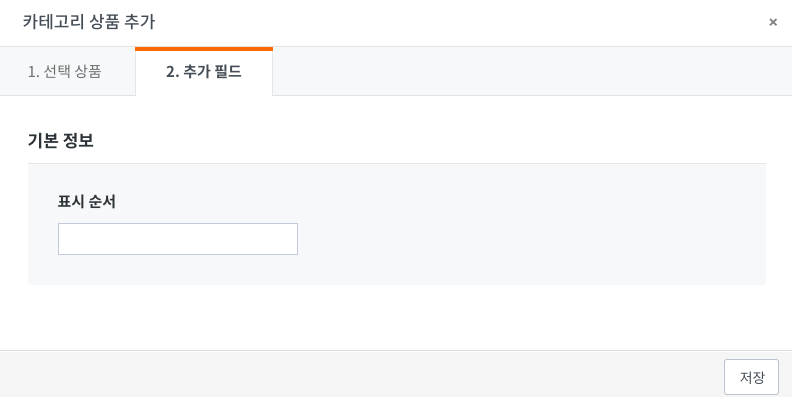 카테고리 상품 추가
×
1. 선택 상품
2. 추가 필드
기본 정보
표시 순서
저장